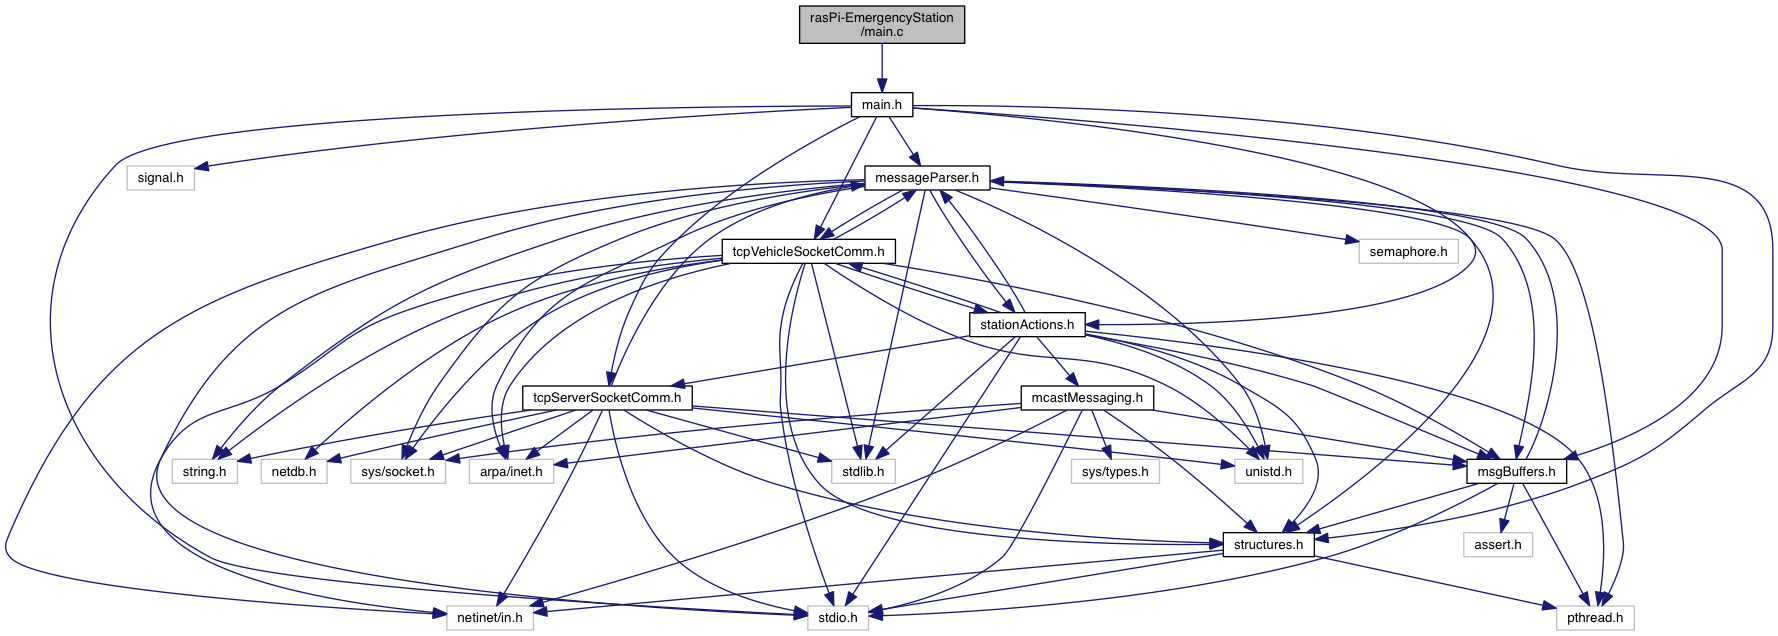 rasPi-EmergencyStation
/main.c
main.h
signal.h
messageParser.h
tcpVehicleSocketComm.h
semaphore.h
stationActions.h
tcpServerSocketComm.h
mcastMessaging.h
string.h
netdb.h
sys/socket.h
arpa/inet.h
stdlib.h
sys/types.h
unistd.h
msgBuffers.h
structures.h
assert.h
netinet/in.h
stdio.h
pthread.h